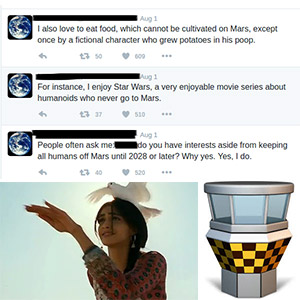 Aug 1
I also love to eat food, which cannot be cultivated on Mars, except
once by a fictional character who grew potatoes in his poop.
50 609
Aug 1
For instance, I enjoy Star Wars, a very enjoyable movie series about
humanoids who never go to Mars.
37 510
Aug 1
People often ask me: do you have interests aside from keeping
all humans off Mars until 2028 or later? Why yes. Yes, I do.
40 520